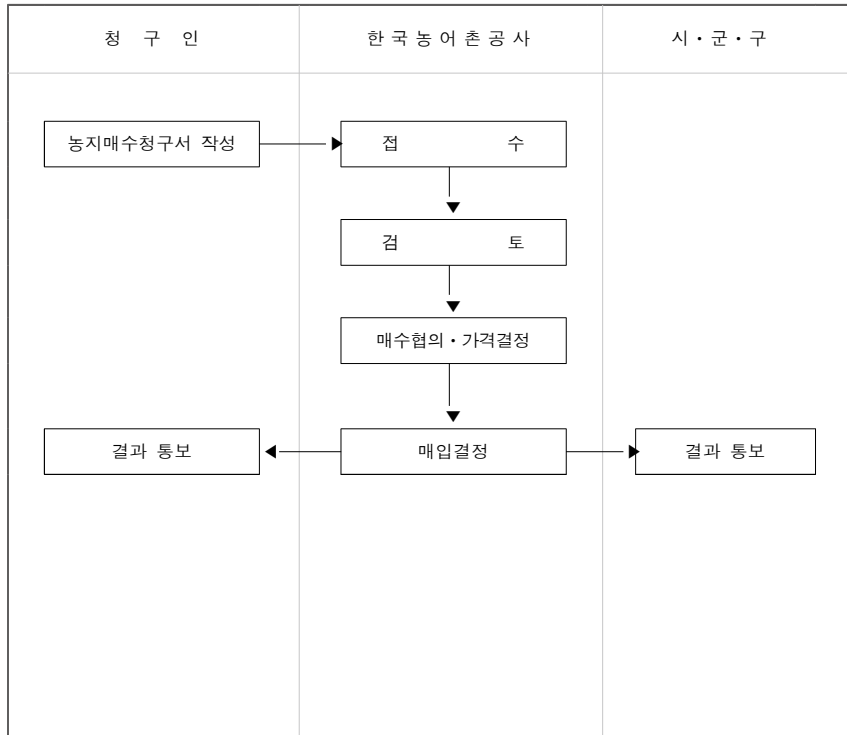 청 구 인 한국농어촌공사 시·군·구
농지매수청구서 작성 접 수
검 토
매수협의·가격결정
결과 통보 매입결정 결과 통보